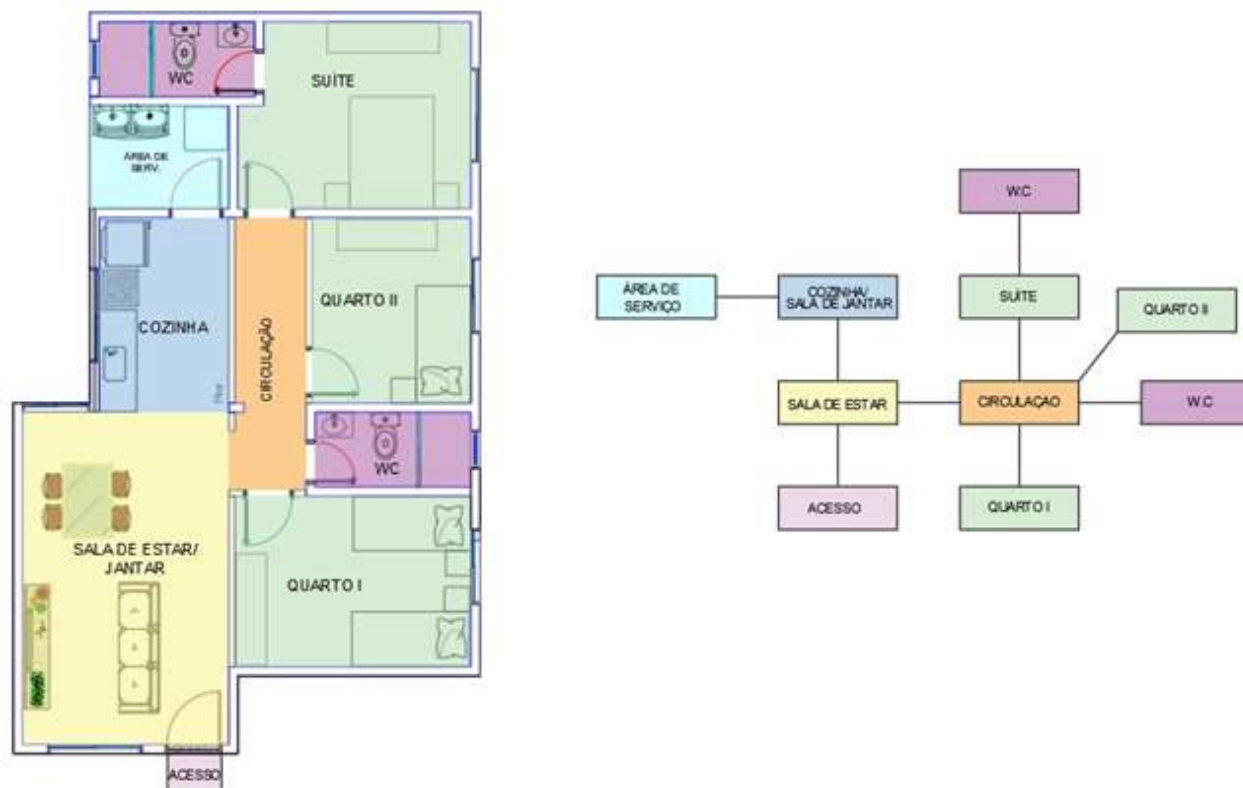 WC
SUÍTE
ÁREA DE
SERV.
QUARTO II
COZINHA
CIRCULAÇÃO
WC
SALA DE ESTAR/
JANTAR
QUARTO I
ACESSO
W.C
ÁREA DE
SERVIÇO
COZINHA/
SALA DE JANTAR
SUÍTE
QUARTO II
SALA DE ESTAR
CIRCULAÇAO
W.C
ACESSO
QUARTO I